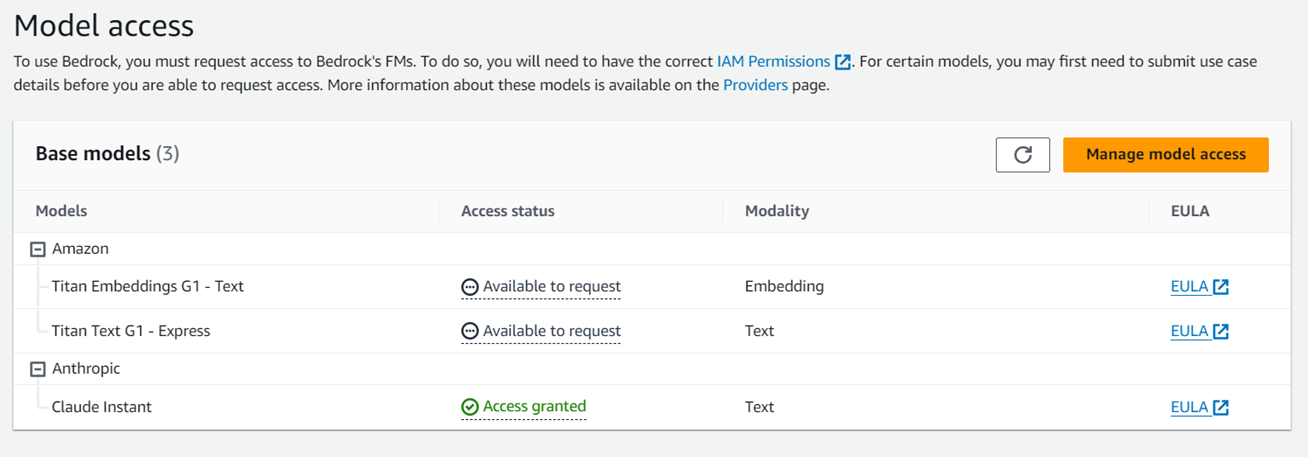 Model access
To use Bedrock, you must request access to Bedrock's FMs. To do so, you will need to have the correct IAM Permissions. For certain models, you may first need to submit use case
details before you are able to request access. More information about these models is available on the Providers page.
Base models (3)
Manage model access
Models Access status Modality EULA
Amazon
Titan Embeddings G1 - Text Available to request Embedding EULA
Titan Text G1 - Express Available to request Text EULA
Anthropic
Claude Instant Access granted Text EULA